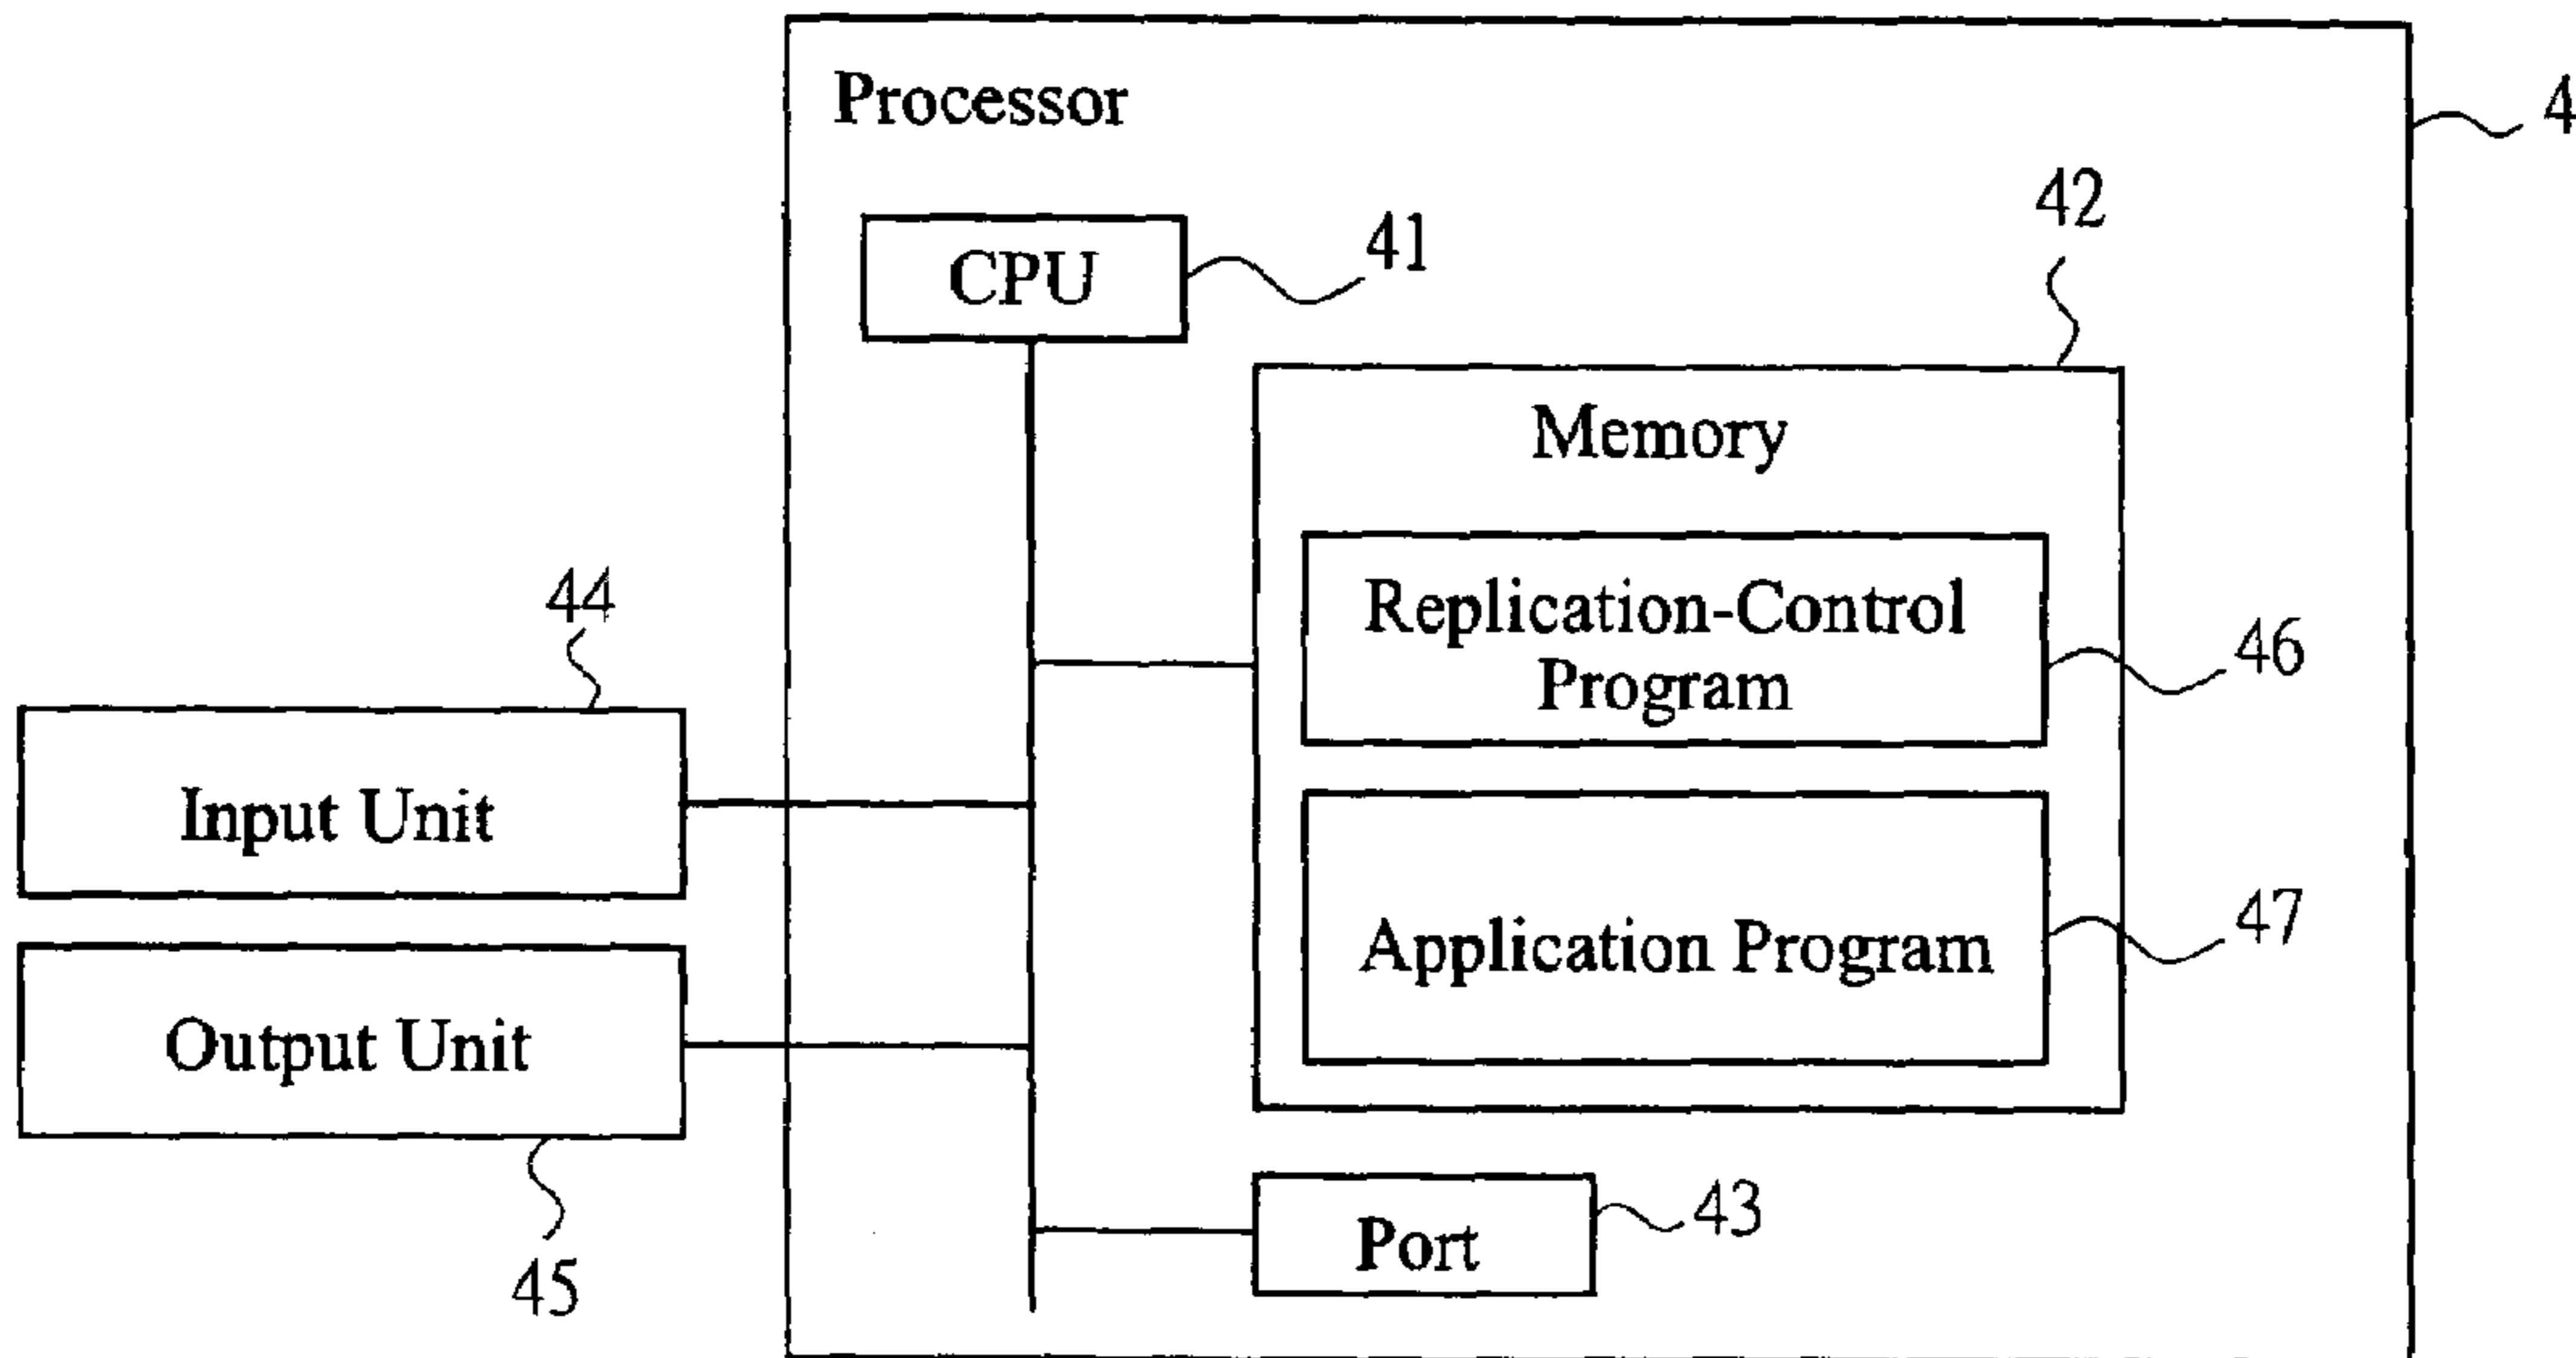 Processor
4
42
CPU
41
Memory
Replication-Control
Program
46
44
Input Unit
Application Program
47
Output Unit
45
Port
43